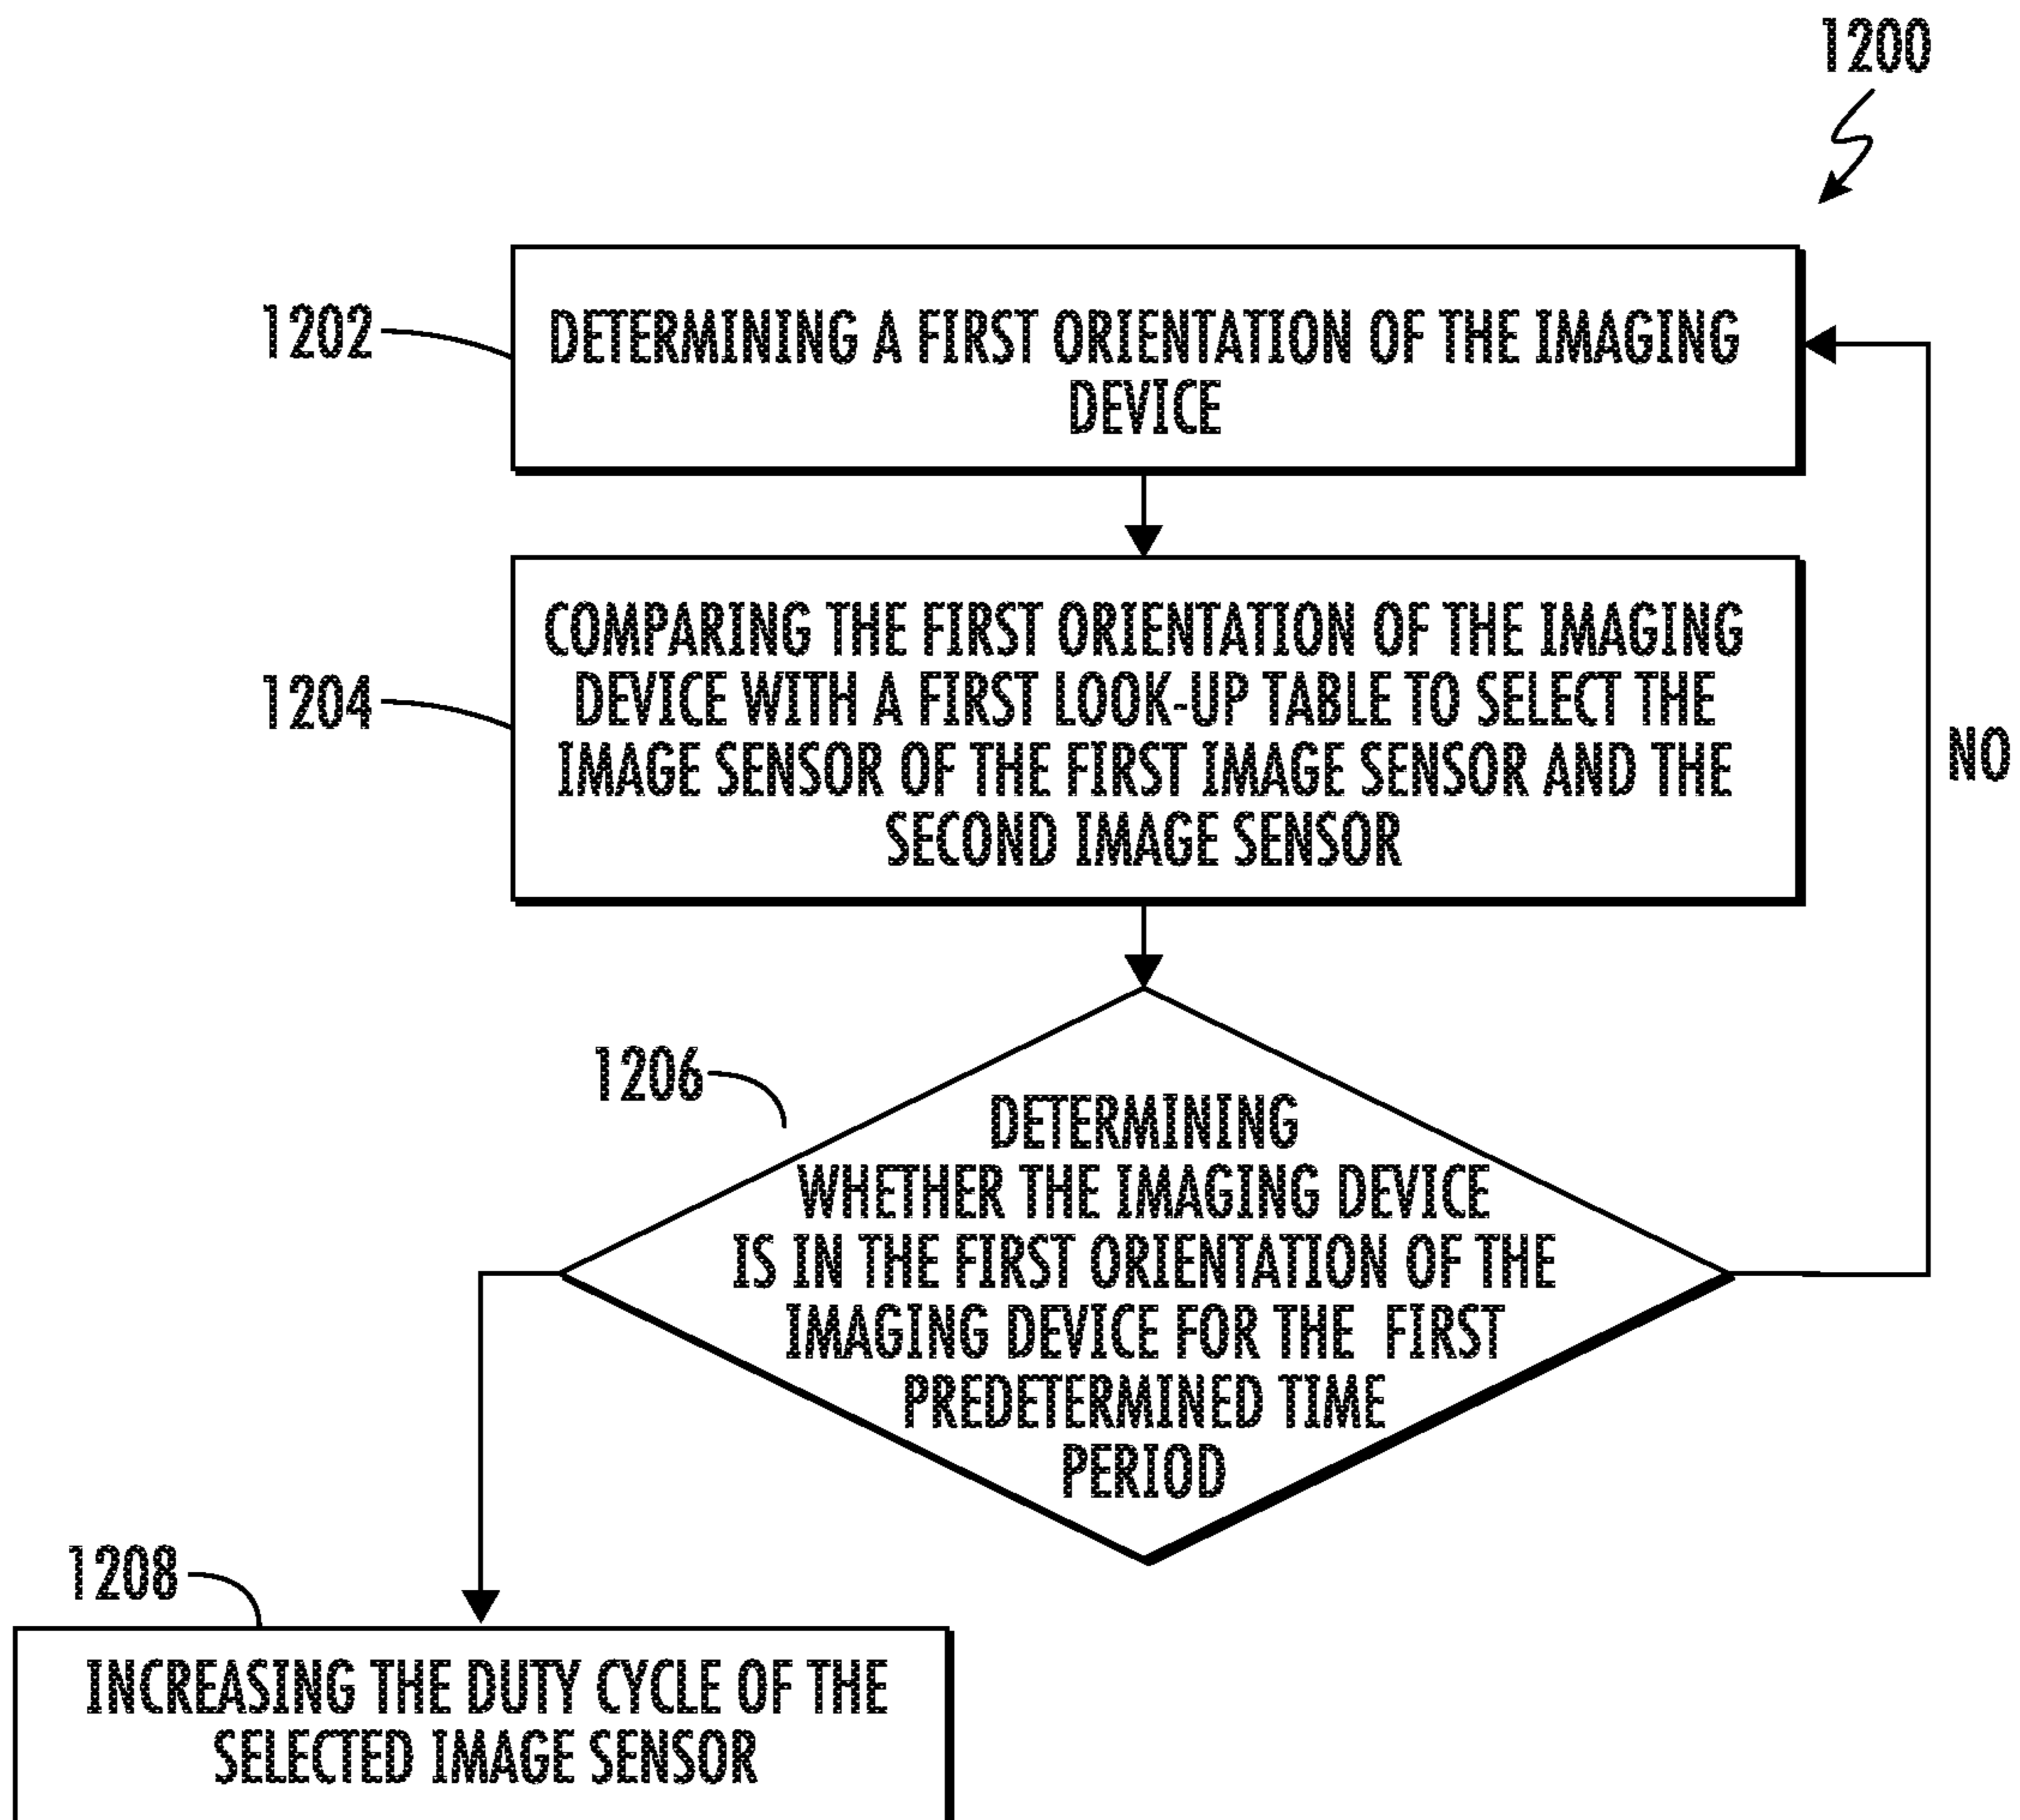 1200
1202
DETERMINING A FIRST ORIENTATION OF THE IMAGING
DEVICE
1204
COMPARING THE FIRST ORIENTATION OF THE IMAGING
DEVICE WITH A FIRST LOOK-UP TABLE TO SELECT THE
IMAGE SENSOR OF THE FIRST IMAGE SENSOR AND THE
SECOND IMAGE SENSOR
NO
1206
DETERMINING
WHETHER THE IMAGING DEVICE
IS IN THE FIRST ORIENTATION OF THE
IMAGING DEVICE FOR THE FIRST
PREDETERMINED TIME
PERIOD
1208
INCREASING THE DUTY CYCLE OF THE
SELECTED IMAGE SENSOR